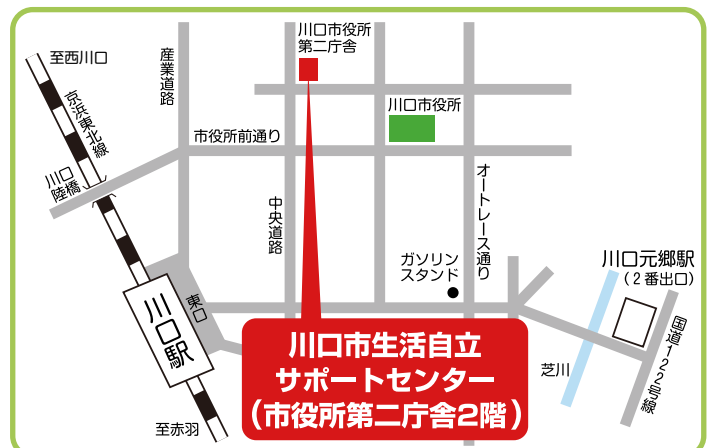 川口市役所
第二庁舎
至西川口
産業道路
京浜東北線
川口市役所
市役所前通り
川口
陸橋
中央道路
オートレース通り
ガソリン
スタンド
川口元郷駅
(2番出口)
東口
川口駅
国道122号線
芝川
川口市生活自立
サポートセンター
(市役所第二庁舎2階)
至赤羽